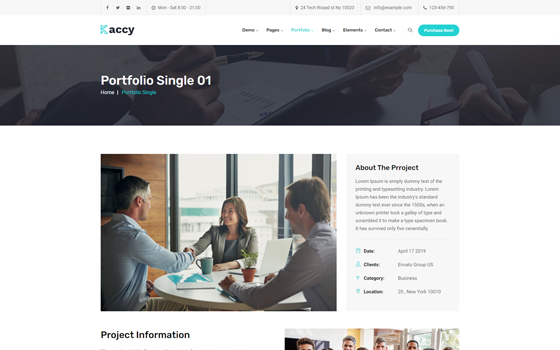 Mon - Sat 8:00 - 21:00
24 Tech Roqad st Ny 10023
info@example.com
123-456-790
accy
Demo
Pages
Portfolio
Blog
Elements
Contact
Purchase Now!
Portfolio Single 01
Home | Portfolio Single
About The Prroject
Lorem Ipsum is simply dummy text of the
printing and typesetting industry. Lorem
Ipsum has been the industry's standard
dummy text ever since the 1500s, when an
unknown printer took a galley of type and
scrambled it to make a type specimen book.
It has survived only five cententially.
Date: April 17 2019
Clients: Envato Group US
Category: Business
Location: 20 ,New York 10010
Project Information